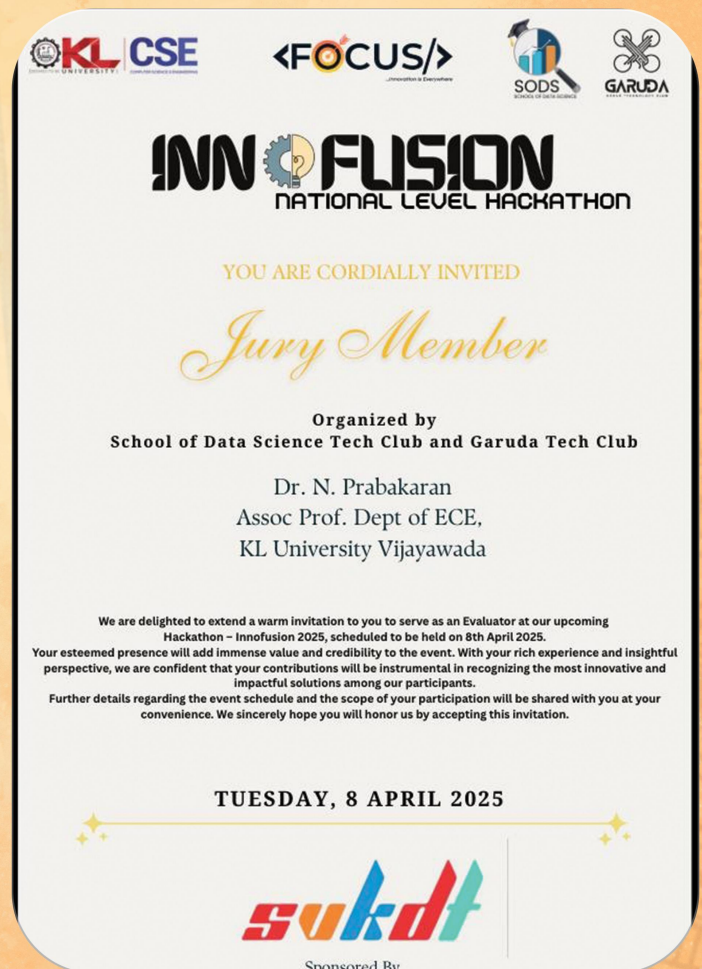 KL UNIVERSITY | CSE
COMPUTER SCIENCE & ENGINEERING
<FOCUS/>
...Innovation is Everywhere
SODS
SCHOOL OF DATA SCIENCE
GARUDA
INNOFUSION
NATIONAL LEVEL HACKATHON
YOU ARE CORDIALLY INVITED
Jury Member
Organized by
School of Data Science Tech Club and Garuda Tech Club
Dr. N. Prabakaran
Assoc Prof. Dept of ECE,
KL University Vijayawada
We are delighted to extend a warm invitation to you to serve as an Evaluator at our upcoming
Hackathon – Innofusion 2025, scheduled to be held on 8th April 2025.
Your esteemed presence will add immense value and credibility to the event. With your rich experience and insightful
perspective, we are confident that your contributions will be instrumental in recognizing the most innovative and
impactful solutions among our participants.
Further details regarding the event schedule and the scope of your participation will be shared with you at your
convenience. We sincerely hope you will honor us by accepting this invitation.
TUESDAY, 8 APRIL 2025
svkdt
Sponsored By